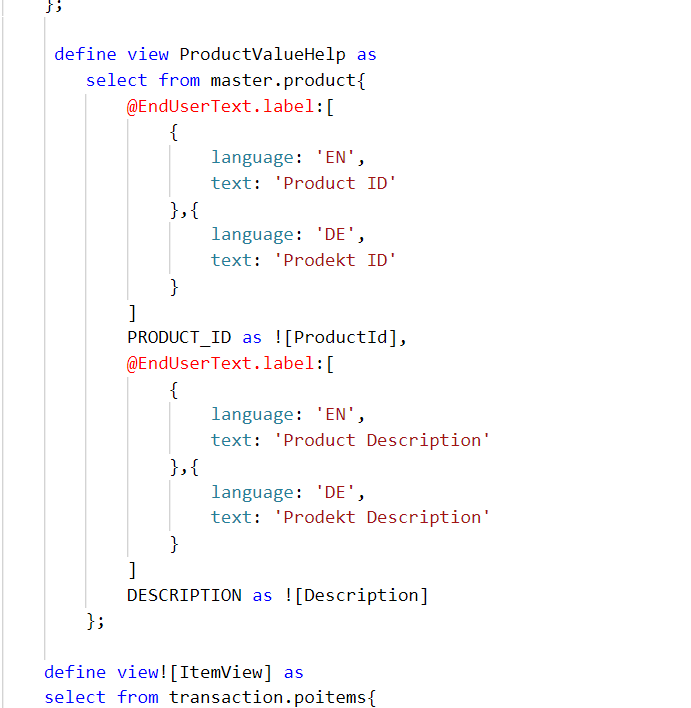 };
define view ProductValueHelp as
select from master.product{
@EndUserText.label:[
{
language: 'EN',
text: 'Product ID'
},{
language: 'DE',
text: 'Prodekt ID'
}
]
PRODUCT_ID as ![ProductId],
@EndUserText.label:[
{
language: 'EN',
text: 'Product Description'
},{
language: 'DE',
text: 'Prodekt Description'
}
]
DESCRIPTION as ![Description]
};
define view![ItemView] as
select from transaction.poitems{